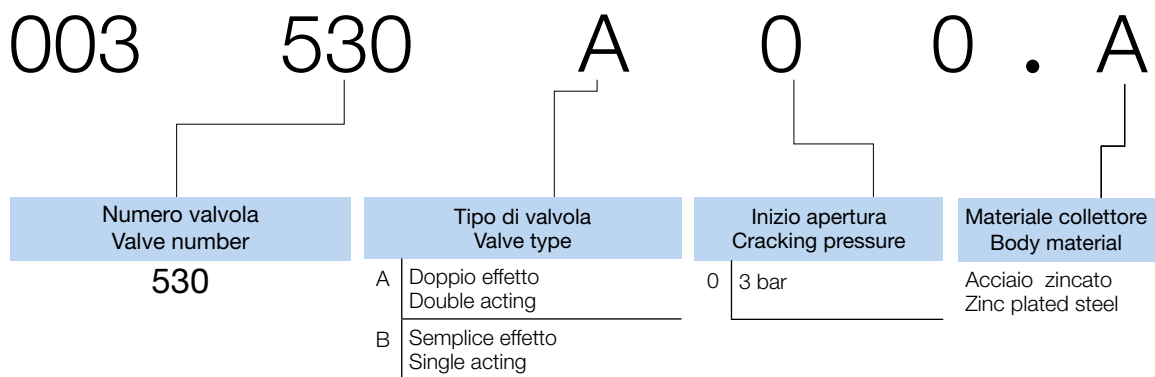 003 530 A 0 0 . A
Numero valvola
Valve number
530
Tipo di valvola
Valve type
A Doppio effetto
Double acting
B Semplice effetto
Single acting
Inizio apertura
Cracking pressure
0 3 bar
Materiale collettore
Body material
Acciaio zincato
Zinc plated steel